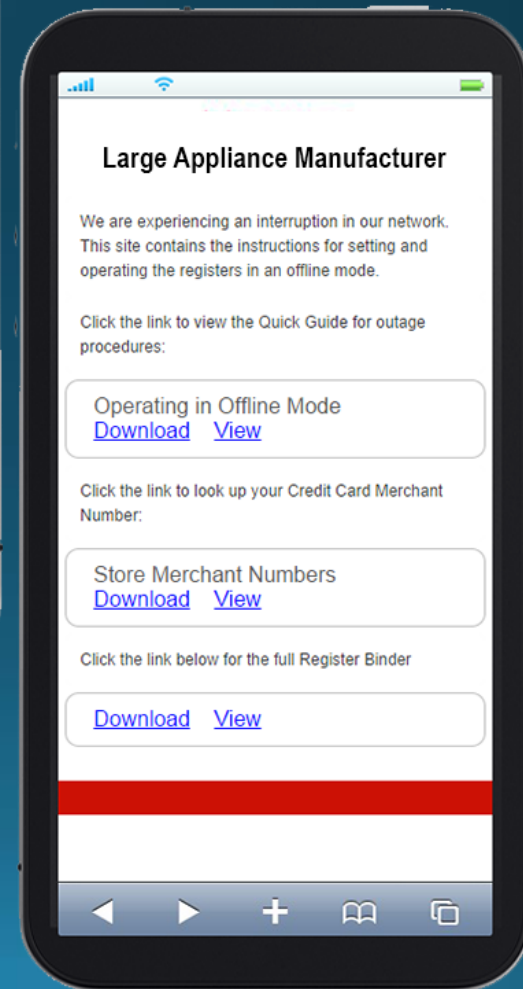 Large Appliance Manufacturer
We are experiencing an interruption in our network.
This site contains the instructions for setting and
operating the registers in an offline mode.
Click the link to view the Quick Guide for outage
procedures:
Operating in Offline Mode
Download View
Click the link to look up your Credit Card Merchant
Number:
Store Merchant Numbers
Download View
Click the link below for the full Register Binder
Download View